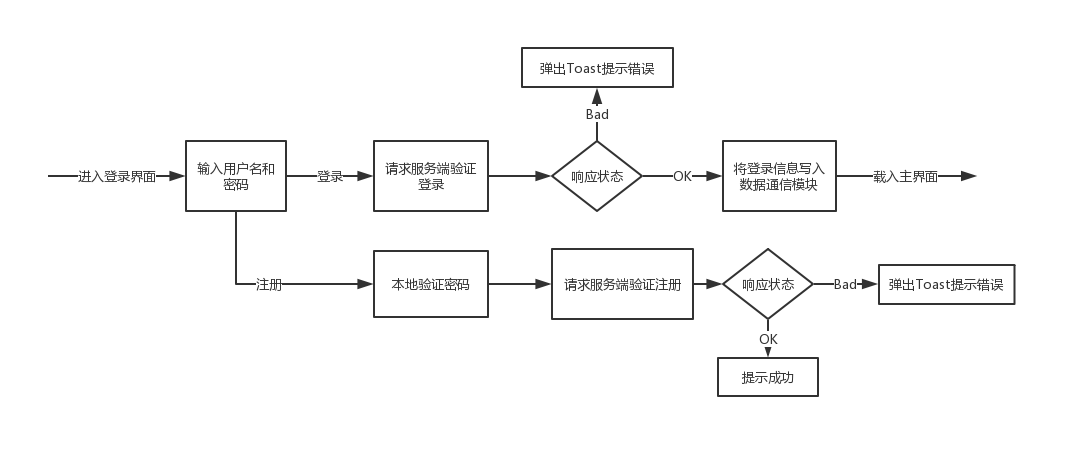 弹出Toast提示错误
Bad
进入登录界面
输入用户名和
密码
登录
请求服务端验证
登录
响应状态
OK
将登录信息写入
数据通信模块
载入主界面
注册
本地验证密码
请求服务端验证注册
响应状态
Bad
弹出Toast提示错误
OK
提示成功